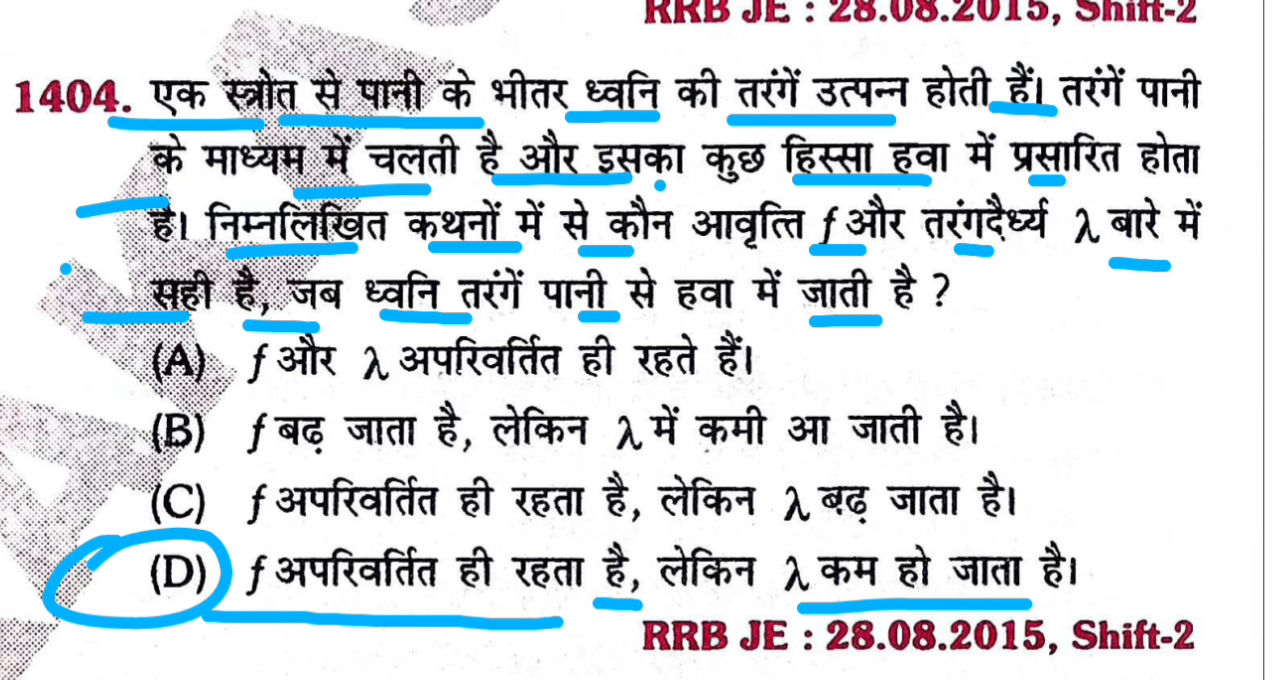 RRB JE : 28.08.2015, Shift-2
1404. एक स्त्रोत से पानी के भीतर ध्वनि की तरंगें उत्पन्न होती हैं। तरंगें पानी
के माध्यम में चलती है और इसका कुछ हिस्सा हवा में प्रसारित होता
है। निम्नलिखित कथनों में से कौन आवृत्ति f और तरंगदैर्ध्य λ बारे में
सही है, जब ध्वनि तरंगें पानी से हवा में जाती है ?
(A) f और λ अपरिवर्तित ही रहते हैं।
(B) f बढ़ जाता है, लेकिन λ में कमी आ जाती है।
(C) f अपरिवर्तित ही रहता है, लेकिन λ बढ़ जाता है।
(D) f अपरिवर्तित ही रहता है, लेकिन λ कम हो जाता है।
RRB JE : 28.08.2015, Shift-2